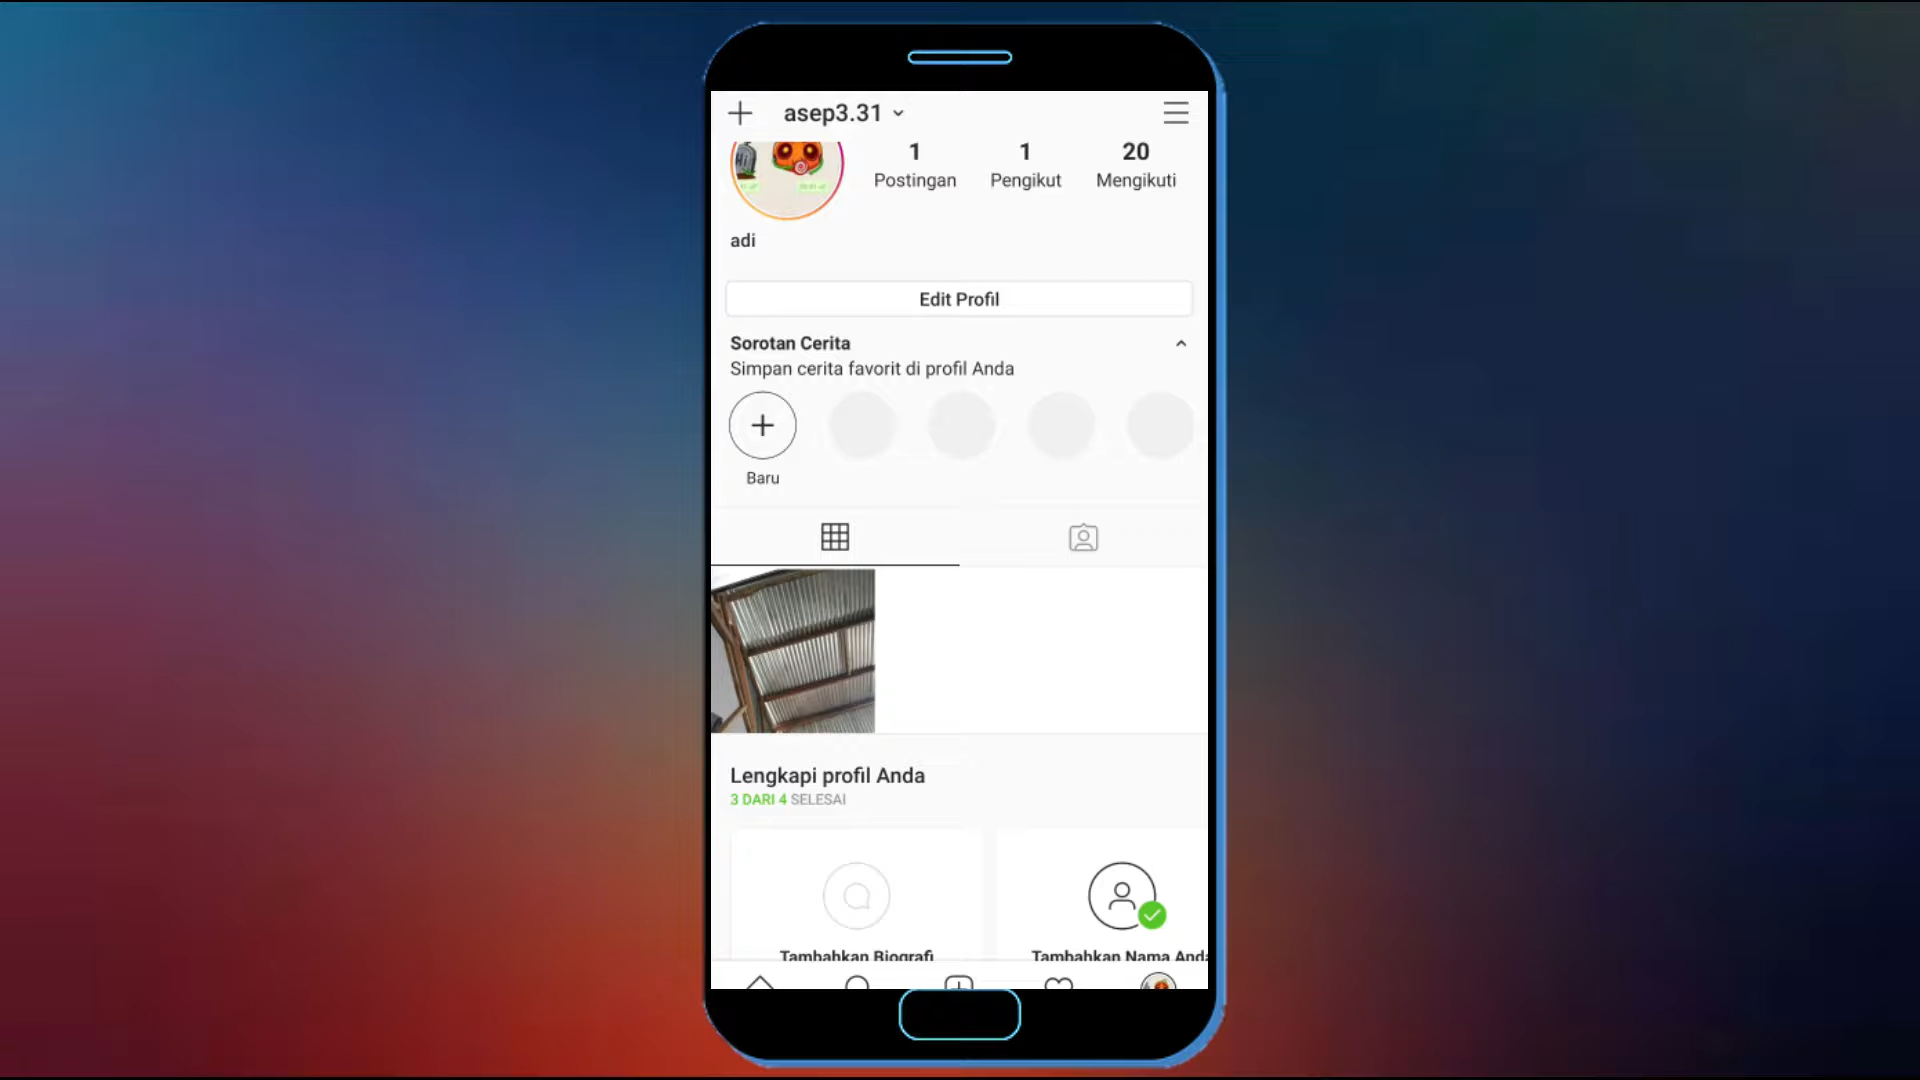 asep3.31
1 1 20
Postingan Pengikut Mengikuti
adi
Edit Profil
Sorotan Cerita
Simpan cerita favorit di profil Anda
Baru
Lengkapi profil Anda
3 DARI 4 SELESAI
Tambahkan Biografi Tambahkan Nama Anda